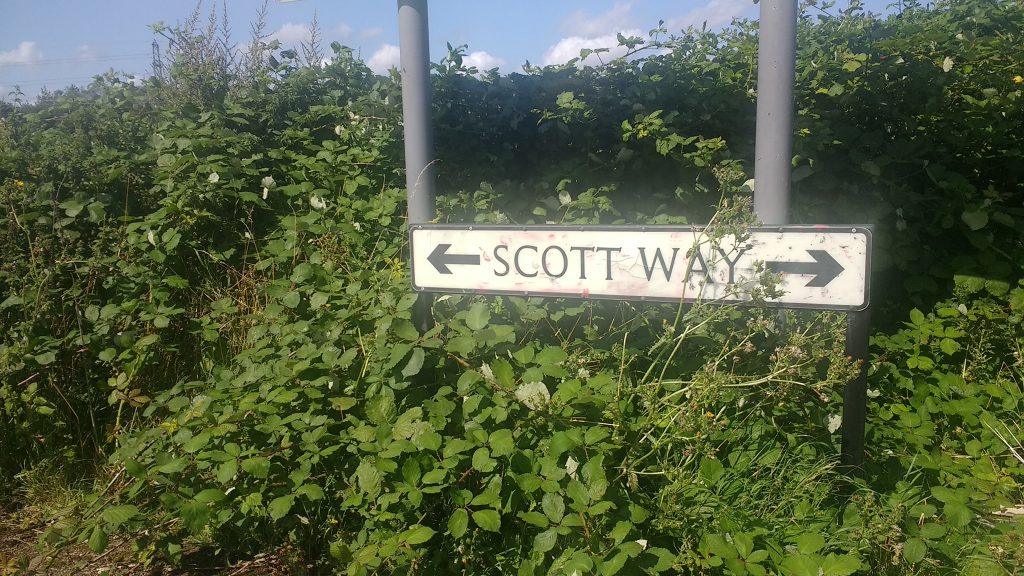 ← SCOTT WAY →